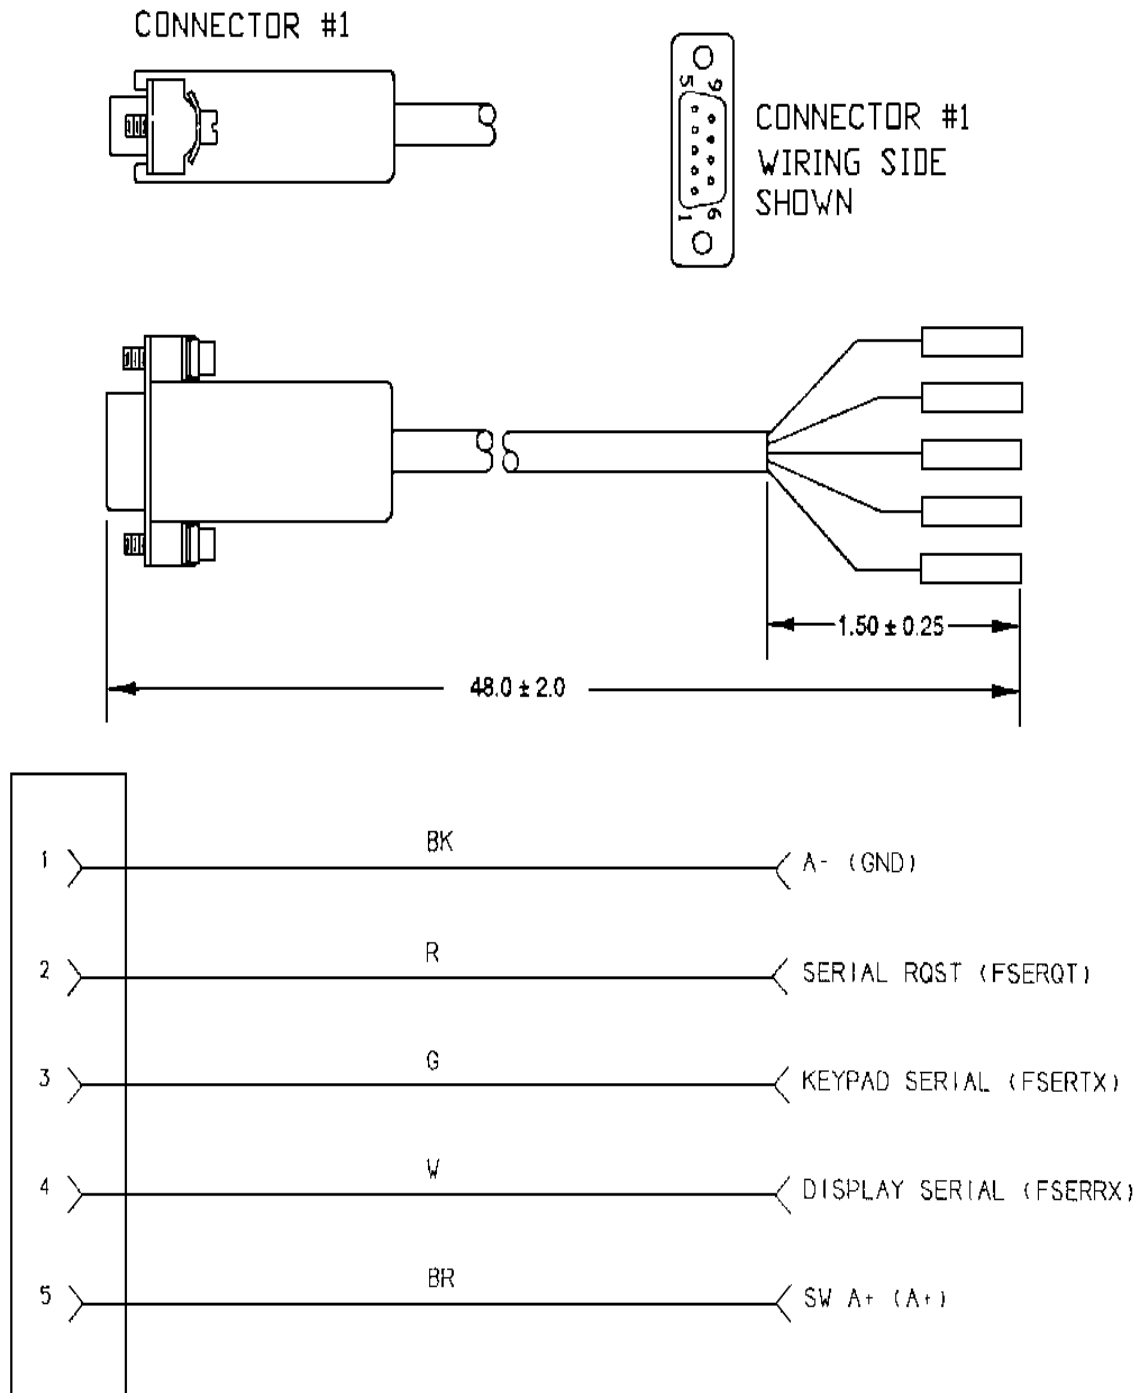 CONNECTOR #1
5 9
CONNECTOR #1
WIRING SIDE
SHOWN
1 6
1.50 ± 0.25
48.0 ± 2.0
1 BK A- (GND)
2 R SERIAL RQST (FSERQT)
3 G KEYPAD SERIAL (FSERTX)
4 W DISPLAY SERIAL (FSERRX)
5 BR SW A+ (A+)